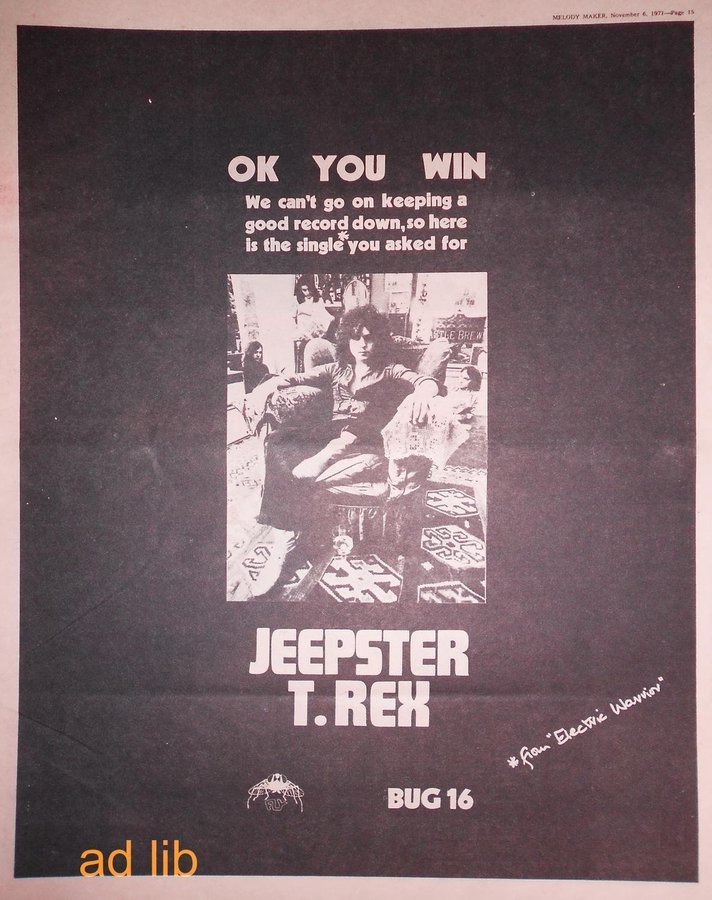 MELODY MAKER, November 6, 1971—Page 15
OK YOU WIN
We can't go on keeping a
good record down, so here
is the single* you asked for
JEEPSTER
T. REX
*from "Electric Warrior"
FLY
BUG 16
ad lib